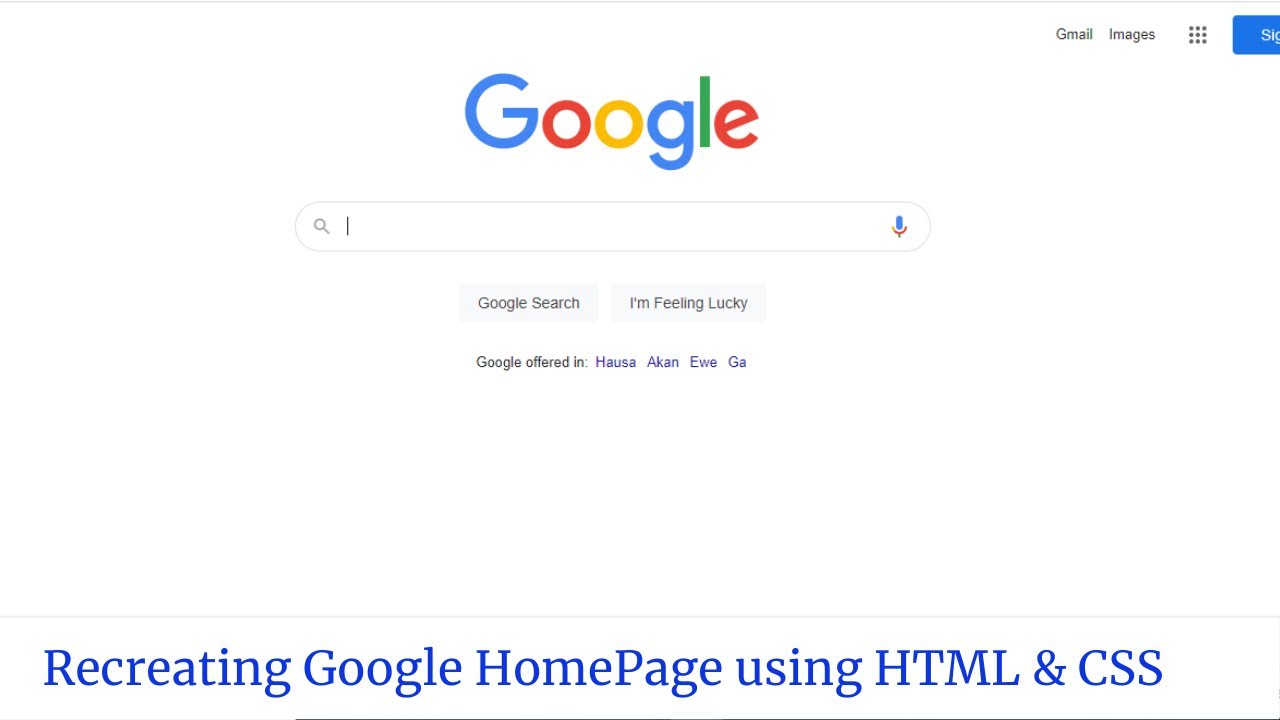 Gmail Images Sig
Google
Google Search I'm Feeling Lucky
Google offered in: Hausa Akan Ewe Ga
Recreating Google HomePage using HTML & CSS